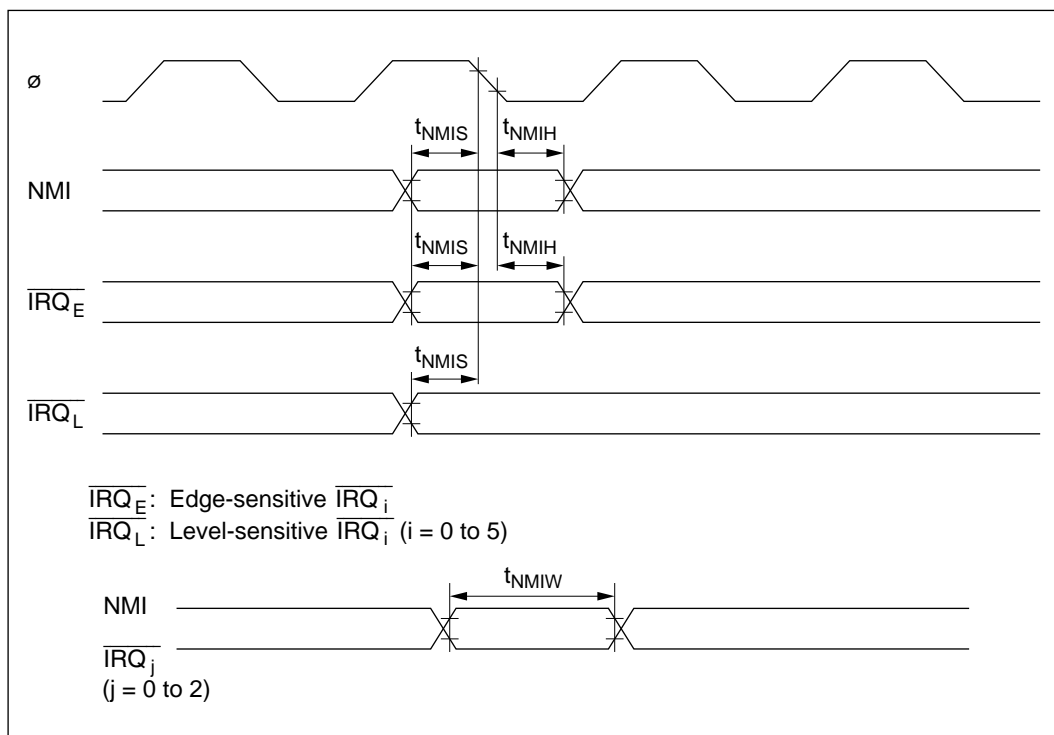 ø
tNMIS tNMIH
NMI
tNMIS tNMIH
IRQE
tNMIS
IRQL
IRQE: Edge-sensitive IRQi
IRQL: Level-sensitive IRQi (i = 0 to 5)
tNMIW
NMI
IRQj
(j = 0 to 2)